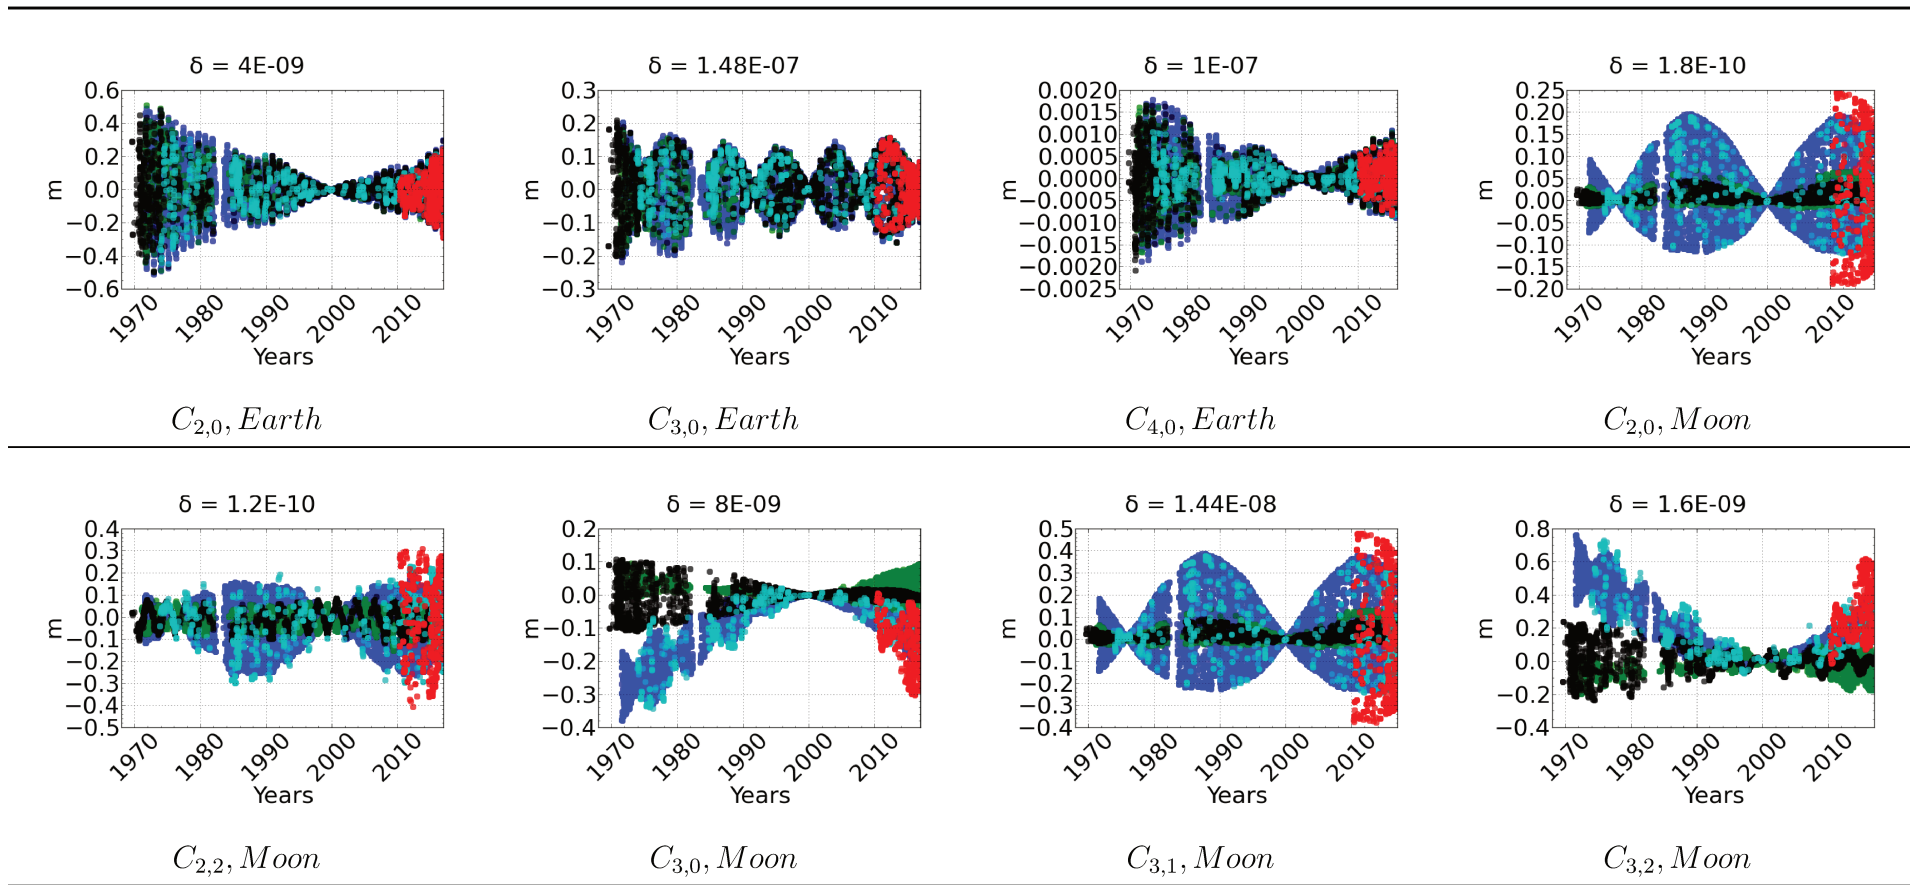 δ = 4E-09
0.6
0.4
0.2
0.0
−0.2
−0.4
−0.6
m
1970 1980 1990 2000 2010
Years
C2,0, Earth
δ = 1.48E-07
0.3
0.2
0.1
0.0
−0.1
−0.2
−0.3
m
1970 1980 1990 2000 2010
Years
C3,0, Earth
δ = 1E-07
0.0020
0.0015
0.0010
0.0005
0.0000
−0.0005
−0.0010
−0.0015
−0.0020
−0.0025
m
1970 1980 1990 2000 2010
Years
C4,0, Earth
δ = 1.8E-10
0.25
0.20
0.15
0.10
0.05
0.00
−0.05
−0.10
−0.15
−0.20
m
1970 1980 1990 2000 2010
Years
C2,0, Moon
δ = 1.2E-10
0.4
0.3
0.2
0.1
0.0
−0.1
−0.2
−0.3
−0.4
−0.5
m
1970 1980 1990 2000 2010
Years
C2,2, Moon
δ = 8E-09
0.2
0.1
0.0
−0.1
−0.2
−0.3
−0.4
m
1970 1980 1990 2000 2010
Years
C3,0, Moon
δ = 1.44E-08
0.5
0.4
0.3
0.2
0.1
0.0
−0.1
−0.2
−0.3
−0.4
m
1970 1980 1990 2000 2010
Years
C3,1, Moon
δ = 1.6E-09
0.8
0.6
0.4
0.2
0.0
−0.2
−0.4
m
1970 1980 1990 2000 2010
Years
C3,2, Moon